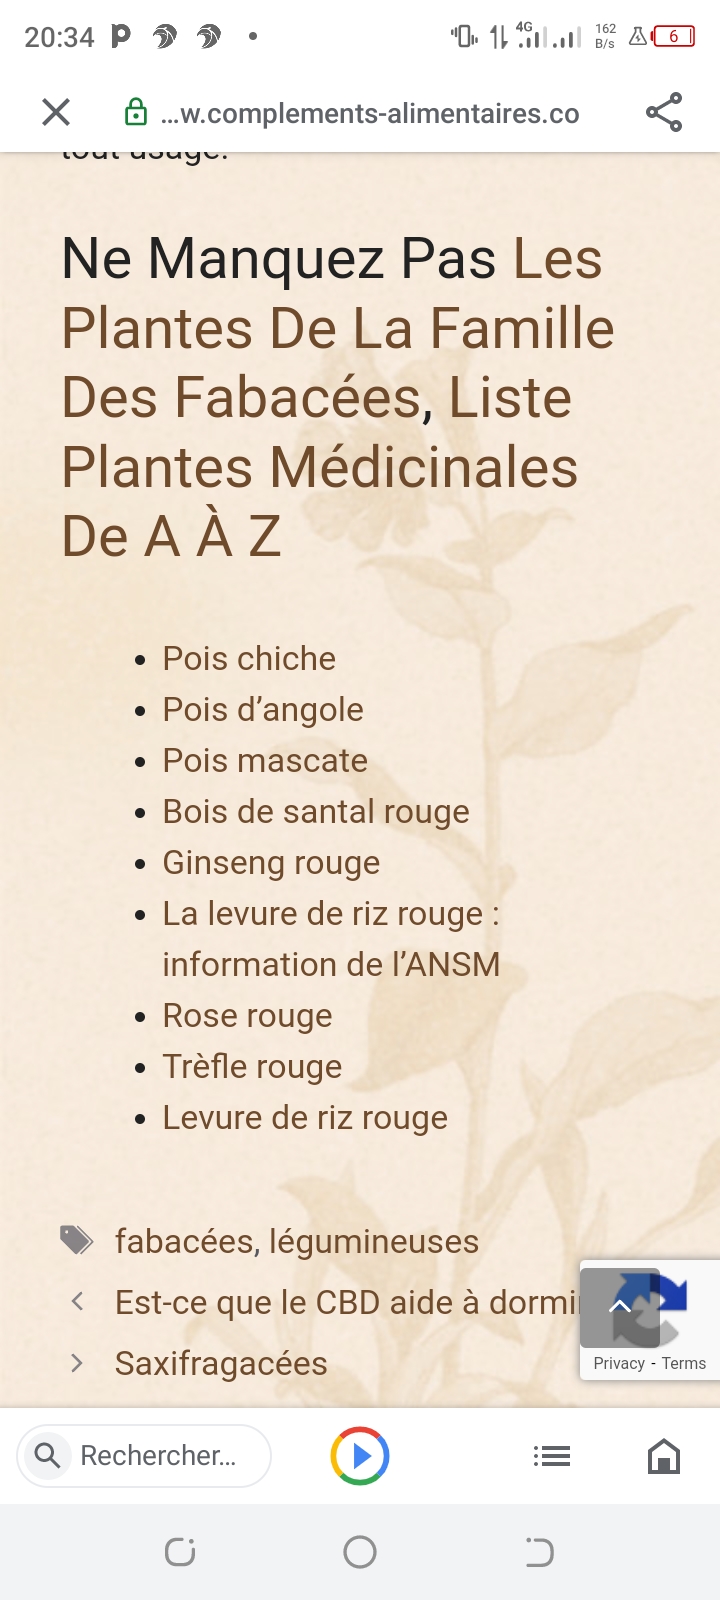 20:34
4G
162
B/s
6
...w.complements-alimentaires.co
tout usage.
Ne Manquez Pas Les
Plantes De La Famille
Des Fabacées, Liste
Plantes Médicinales
De A À Z
Pois chiche
Pois d’angole
Pois mascate
Bois de santal rouge
Ginseng rouge
La levure de riz rouge :
information de l’ANSM
Rose rouge
Trèfle rouge
Levure de riz rouge
fabacées, légumineuses
Est-ce que le CBD aide à dormi
Saxifragacées
Privacy - Terms
Rechercher...